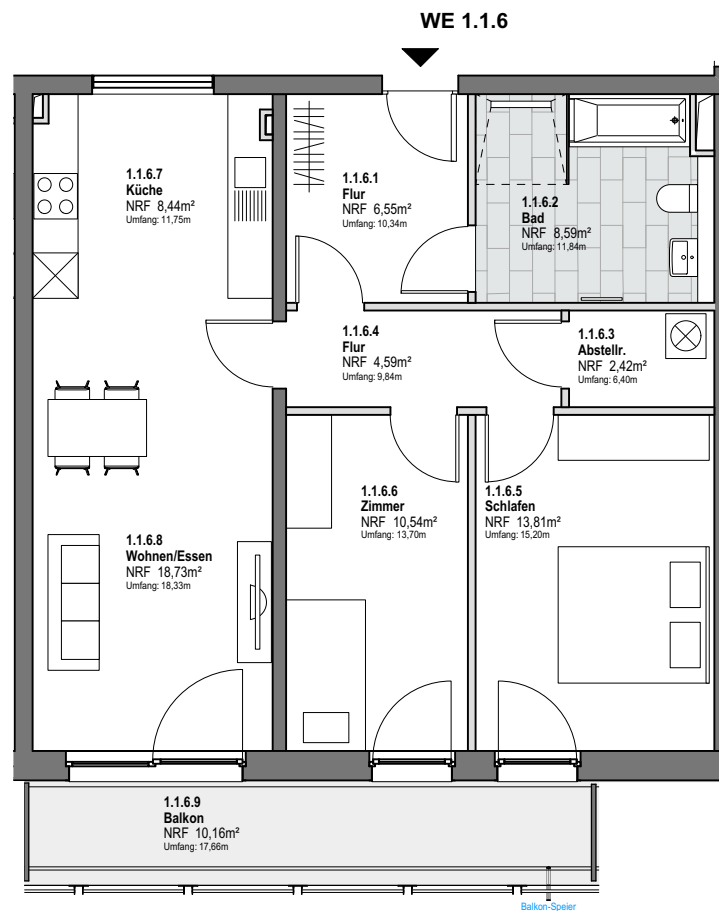 WE 1.1.6
1.1.6.7
Küche
NRF 8,44m²
Umfang: 11,75m
1.1.6.1
Flur
NRF 6,55m²
Umfang: 10,34m
1.1.6.2
Bad
NRF 8,59m²
Umfang: 11,84m
1.1.6.4
Flur
NRF 4,59m²
Umfang: 9,84m
1.1.6.3
Abstellr.
NRF 2,42m²
Umfang: 6,40m
1.1.6.6
Zimmer
NRF 10,54m²
Umfang: 13,70m
1.1.6.5
Schlafen
NRF 13,81m²
Umfang: 15,20m
1.1.6.8
Wohnen/Essen
NRF 18,73m²
Umfang: 18,33m
1.1.6.9
Balkon
NRF 10,16m²
Umfang: 17,66m
Balkon-Speier